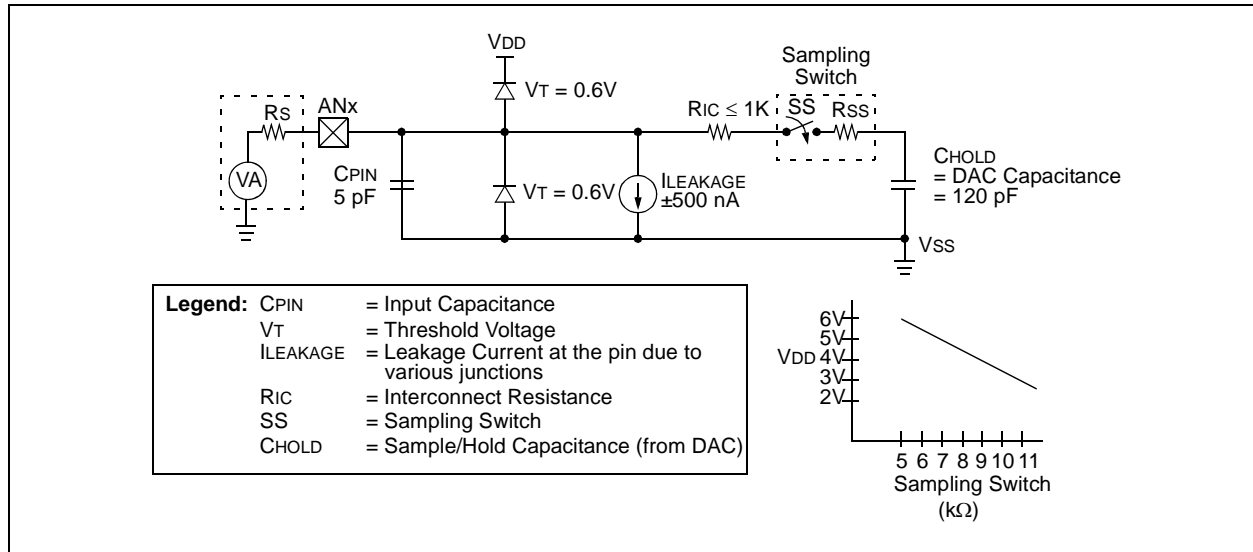 VDD
VT = 0.6V
Sampling
Switch
RS
ANx
RIC ≤ 1K
SS
RSS
VA
CPIN
5 pF
VT = 0.6V
ILEAKAGE
±500 nA
CHOLD
= DAC Capacitance
= 120 pF
VSS
Legend: CPIN = Input Capacitance
VT = Threshold Voltage
ILEAKAGE = Leakage Current at the pin due to
various junctions
RIC = Interconnect Resistance
SS = Sampling Switch
CHOLD = Sample/Hold Capacitance (from DAC)
6V
5V
VDD 4V
3V
2V
5 6 7 8 9 10 11
Sampling Switch
(kΩ)